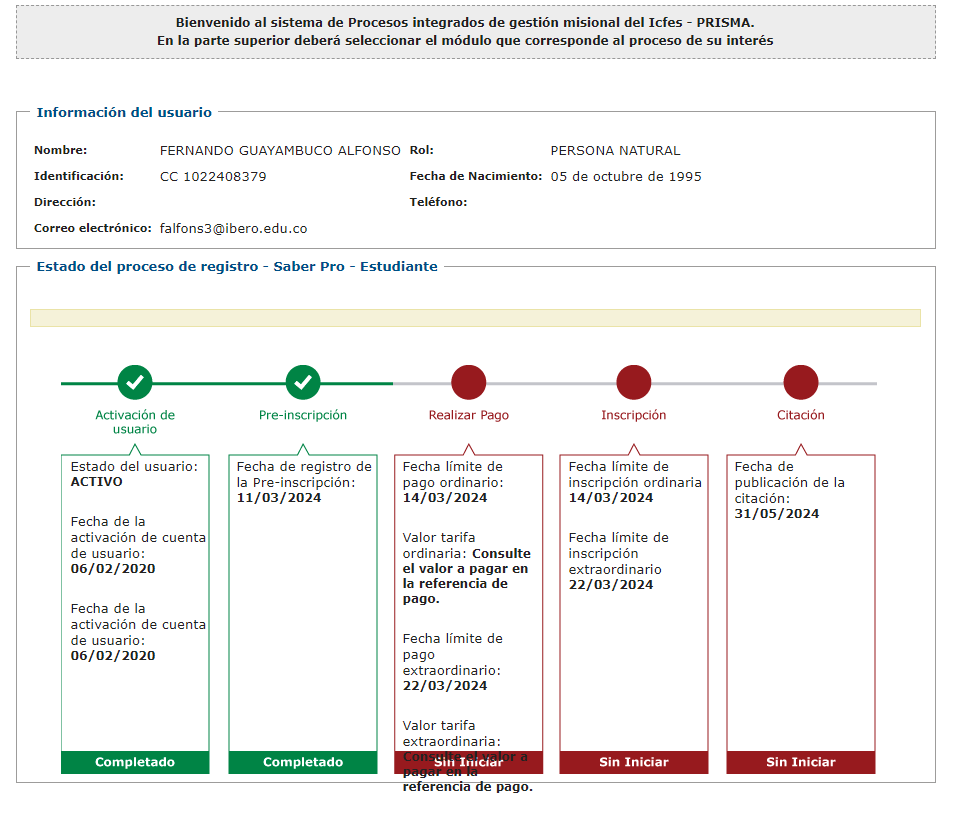 Bienvenido al sistema de Procesos integrados de gestión misional del Icfes - PRISMA.
En la parte superior deberá seleccionar el módulo que corresponde al proceso de su interés
Información del usuario
Nombre: FERNANDO GUAYAMBUCO ALFONSO Rol: PERSONA NATURAL
Identificación: CC 1022408379 Fecha de Nacimiento: 05 de octubre de 1995
Dirección: Teléfono:
Correo electrónico: falfons3@ibero.edu.co
Estado del proceso de registro - Saber Pro - Estudiante
Activación de
usuario
Estado del usuario:
ACTIVO
Fecha de la
activación de cuenta
de usuario:
06/02/2020
Fecha de la
activación de cuenta
de usuario:
06/02/2020
Completado
Pre-inscripción
Fecha de registro de
la Pre-inscripción:
11/03/2024
Completado
Realizar Pago
Fecha límite de
pago ordinario:
14/03/2024
Valor tarifa
ordinaria: Consulte
el valor a pagar en
la referencia de
pago.
Fecha límite de
pago
extraordinario:
22/03/2024
Valor tarifa
extraordinaria:
Consulte el valor a
pagar en la
referencia de pago.
Sin Iniciar
Inscripción
Fecha límite de
inscripción ordinaria
14/03/2024
Fecha límite de
inscripción
extraordinario
22/03/2024
Sin Iniciar
Citación
Fecha de
publicación de la
citación:
31/05/2024
Sin Iniciar